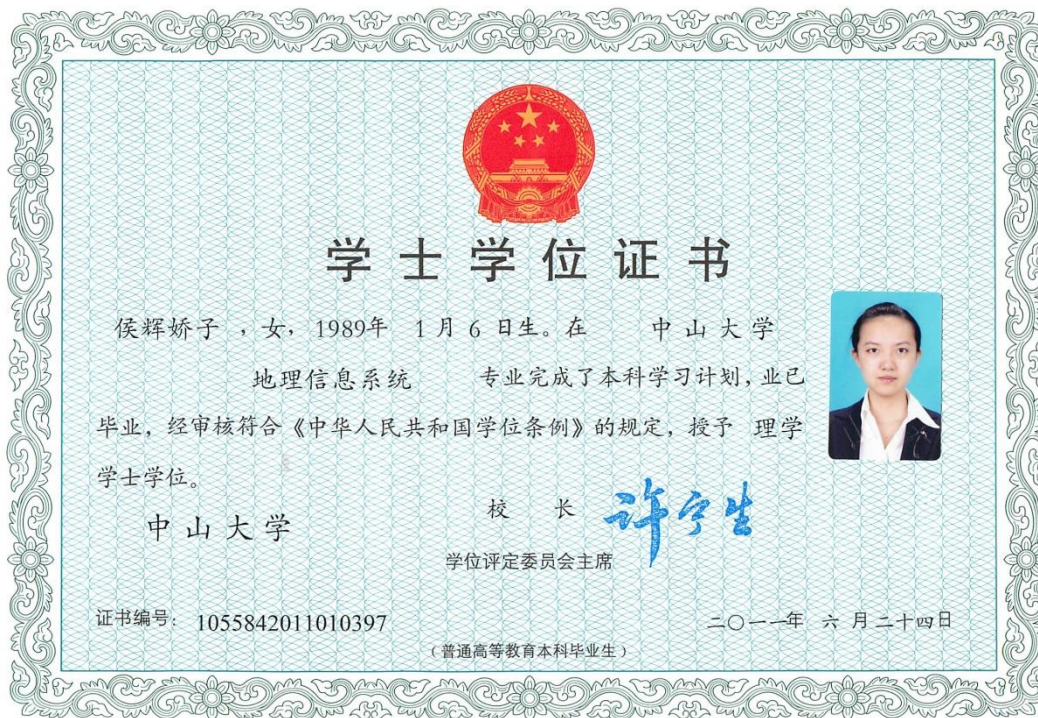 学士学位证书
侯辉娇子 ，女，1989年 1月6日生。在 中山大学
地理信息系统 专业完成了本科学习计划，业已
毕业，经审核符合《中华人民共和国学位条例》的规定，授予 理学
学士学位。
中山大学
校 长 许宁生
学位评定委员会主席
证书编号：1055842011010397
二〇一一年 六月二十四日
（普通高等教育本科毕业生）